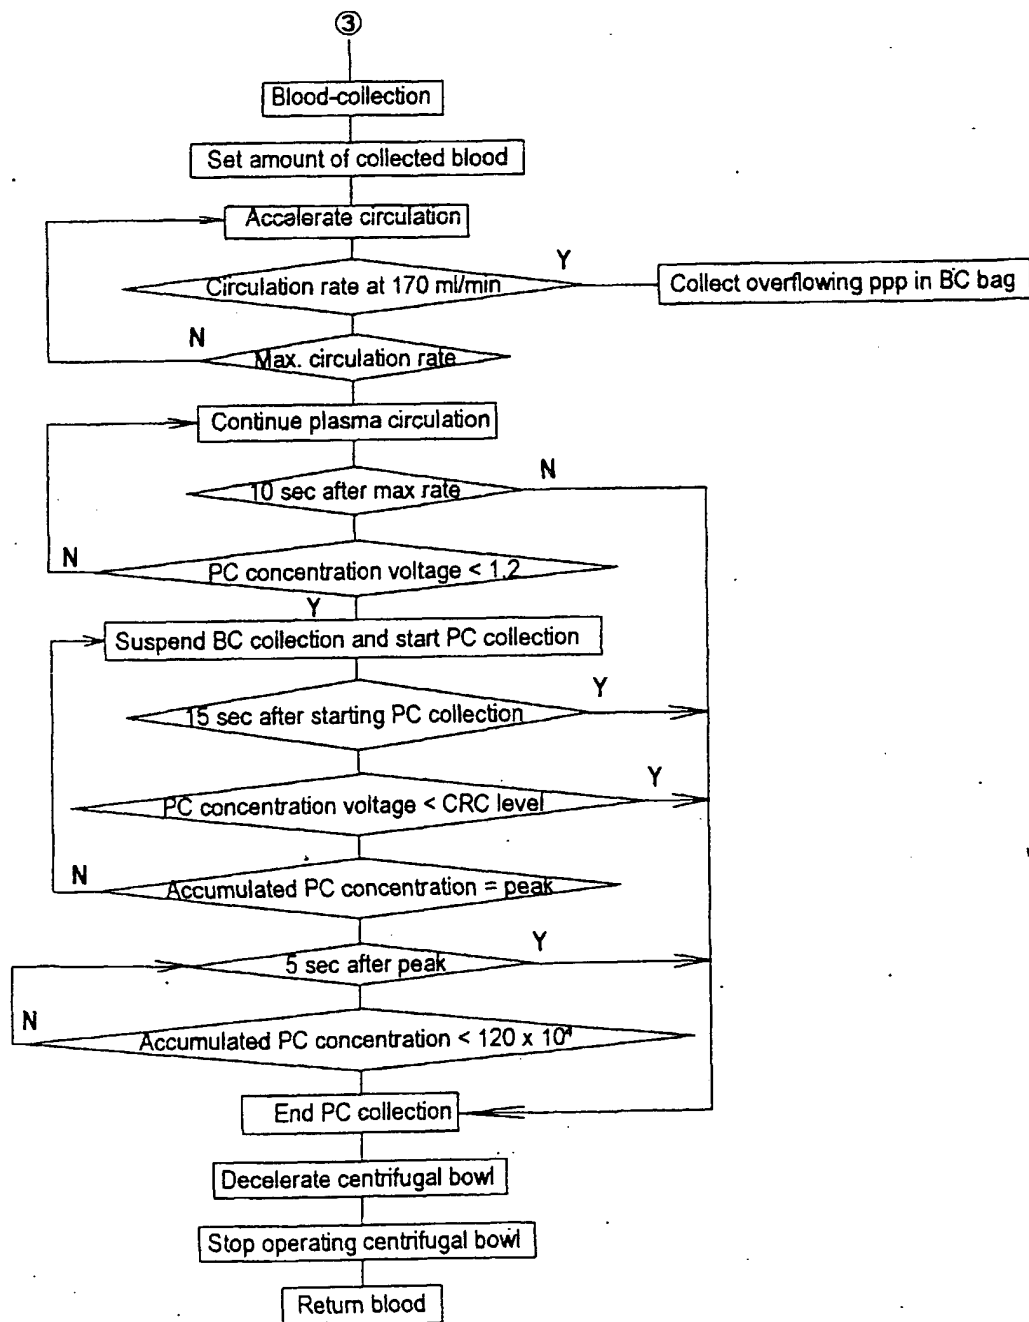 ③
Blood-collection
Set amount of collected blood
Accelerate circulation
Y
Circulation rate at 170 ml/min
Collect overflowing ppp in BC bag
N
Max. circulation rate
Continue plasma circulation
N
10 sec after max rate
N
PC concentration voltage < 1.2
Y
Suspend BC collection and start PC collection
Y
15 sec after starting PC collection
Y
PC concentration voltage < CRC level
N
Accumulated PC concentration = peak
Y
5 sec after peak
N
Accumulated PC concentration < 120 x 10⁴
End PC collection
Decelerate centrifugal bowl
Stop operating centrifugal bowl
Return blood